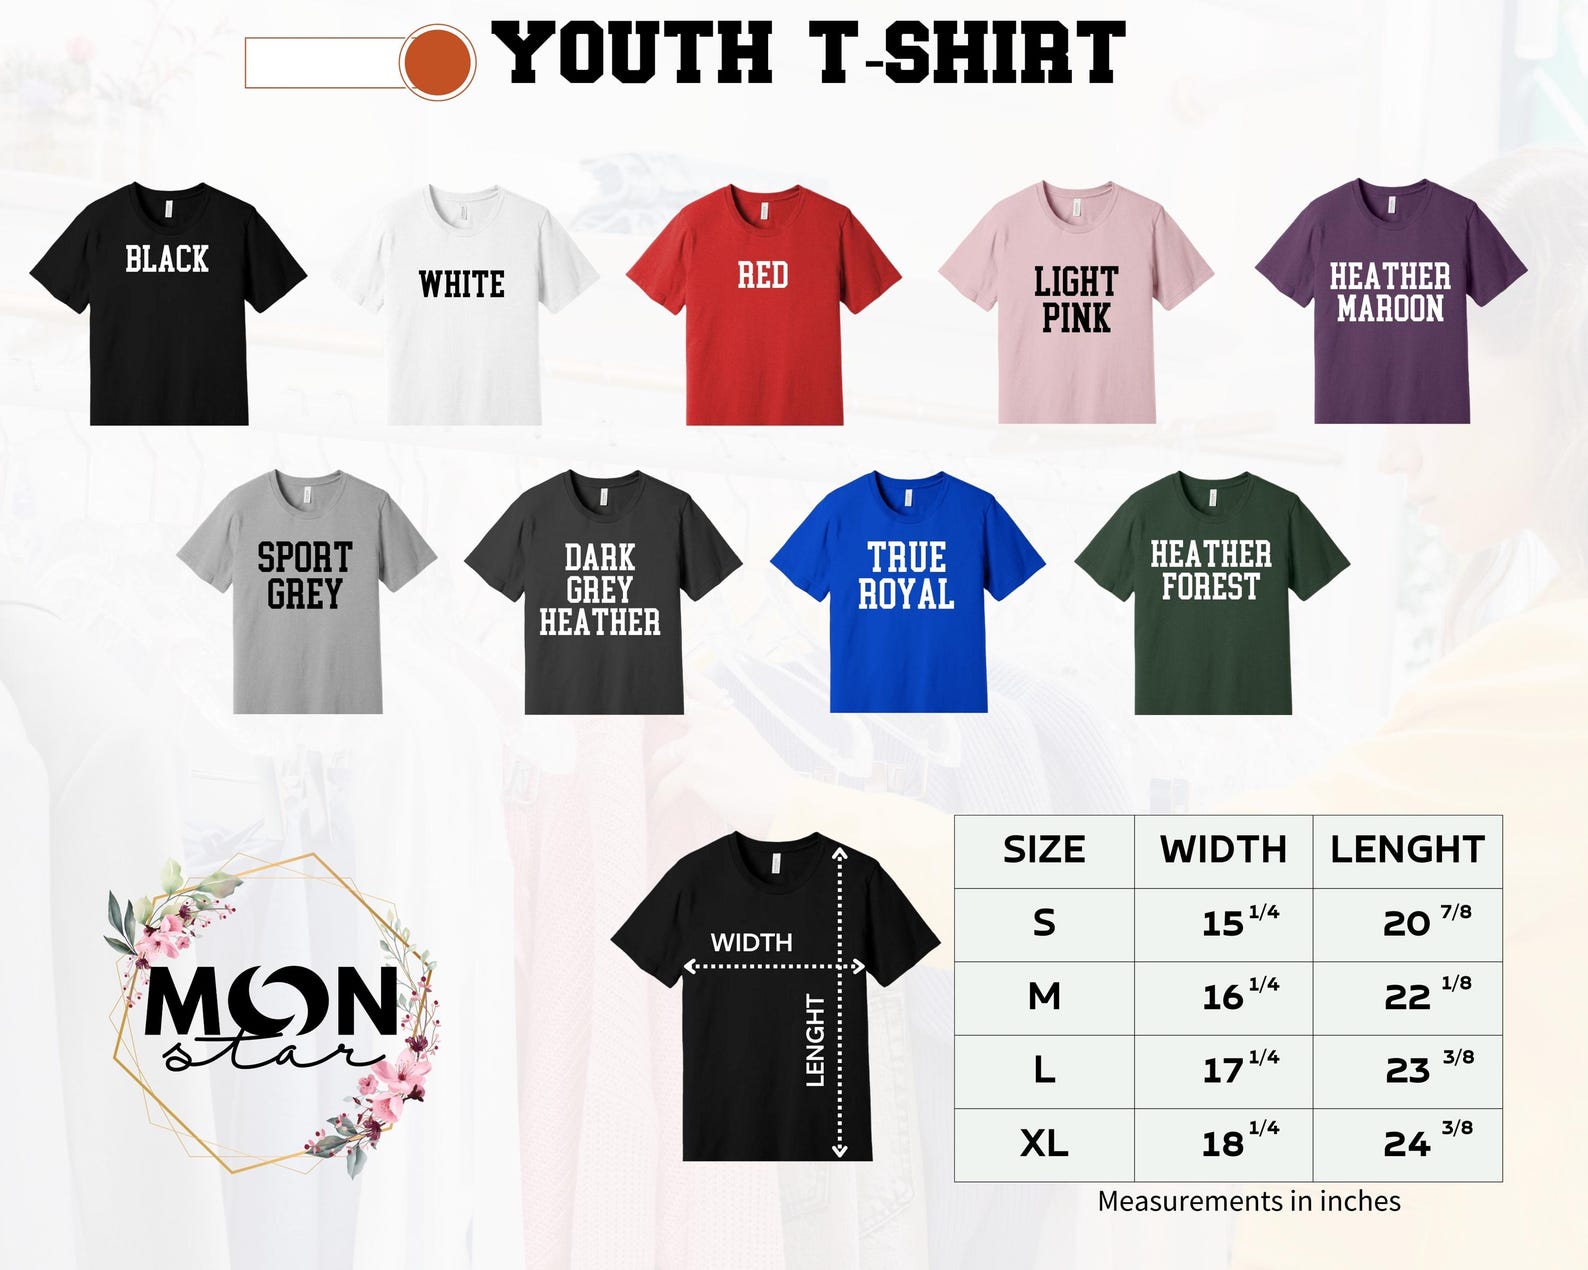 YOUTH T-SHIRT
BLACK
WHITE
RED
LIGHT
PINK
HEATHER
MAROON
SPORT
GREY
DARK
GREY
HEATHER
TRUE
ROYAL
HEATHER
FOREST
MOON
star
WIDTH
LENGHT
SIZE WIDTH LENGHT
S 15 1/4 20 7/8
M 16 1/4 22 1/8
L 17 1/4 23 3/8
XL 18 1/4 24 3/8
Measurements in inches